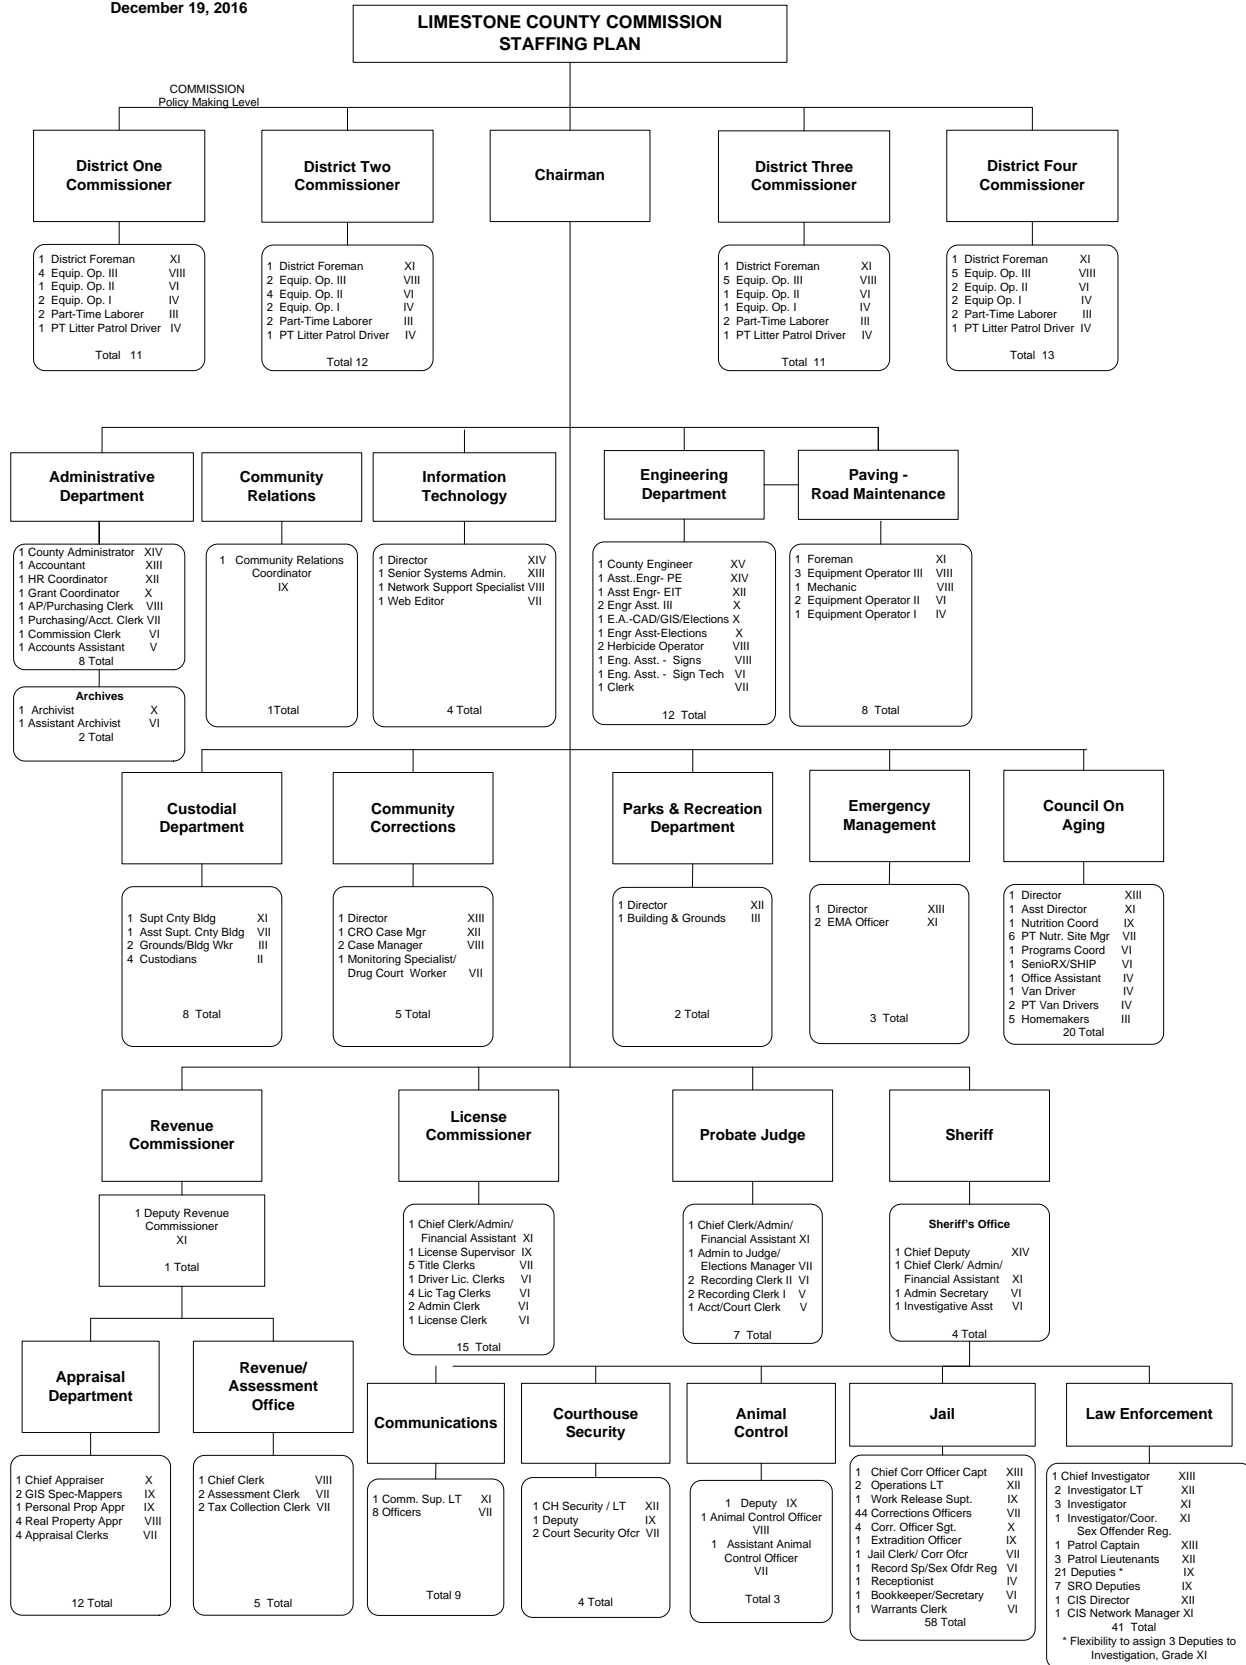 December 19, 2016
LIMESTONE COUNTY COMMISSION
STAFFING PLAN
COMMISSION
Policy Making Level
District One
Commissioner
District Two
Commissioner
Chairman
District Three
Commissioner
District Four
Commissioner
1 District Foreman XI
4 Equip. Op. III VIII
1 Equip. Op. II VI
2 Equip. Op. I IV
2 Part-Time Laborer III
1 PT Litter Patrol Driver IV
Total 11
1 District Foreman XI
2 Equip. Op. III VIII
4 Equip. Op. II VI
2 Equip. Op. I IV
2 Part-Time Laborer III
1 PT Litter Patrol Driver IV
Total 12
1 District Foreman XI
5 Equip. Op. III VIII
1 Equip. Op. II VI
1 Equip. Op. I IV
2 Part-Time Laborer III
1 PT Litter Patrol Driver IV
Total 11
1 District Foreman XI
5 Equip. Op. III VIII
2 Equip. Op. II VI
2 Equip Op. I IV
2 Part-Time Laborer III
1 PT Litter Patrol Driver IV
Total 13
Administrative
Department
Community
Relations
Information
Technology
Engineering
Department
Paving -
Road Maintenance
1 County Administrator XIV
1 Accountant XIII
1 HR Coordinator XII
1 Grant Coordinator X
1 AP/Purchasing Clerk VIII
1 Purchasing/Acct. Clerk VII
1 Commission Clerk VI
1 Accounts Assistant V
8 Total
Archives
1 Archivist X
1 Assistant Archivist VI
2 Total
1 Community Relations
Coordinator
IX
1Total
1 Director XIV
1 Senior Systems Admin. XIII
1 Network Support Specialist VIII
1 Web Editor VII
4 Total
1 County Engineer XV
1 Asst..Engr- PE XIV
1 Asst Engr- EIT XII
2 Engr Asst. III X
1 E.A.-CAD/GIS/Elections X
1 Engr Asst-Elections X
2 Herbicide Operator VIII
1 Eng. Asst. - Signs VIII
1 Eng. Asst. - Sign Tech VI
1 Clerk VII
12 Total
1 Foreman XI
3 Equipment Operator III VIII
1 Mechanic VIII
2 Equipment Operator II VI
1 Equipment Operator I IV
8 Total
Custodial
Department
Community
Corrections
Parks & Recreation
Department
Emergency
Management
Council On
Aging
1 Supt Cnty Bldg XI
1 Asst Supt. Cnty Bldg VII
2 Grounds/Bldg Wkr III
4 Custodians II
8 Total
1 Director XIII
1 CRO Case Mgr XII
2 Case Manager VIII
1 Monitoring Specialist/
Drug Court Worker VII
5 Total
1 Director XII
1 Building & Grounds III
2 Total
1 Director XIII
2 EMA Officer XI
3 Total
1 Director XIII
1 Asst Director XI
1 Nutrition Coord IX
6 PT Nutr. Site Mgr VII
1 Programs Coord VI
1 SenioRX/SHIP VI
1 Office Assistant IV
1 Van Driver IV
2 PT Van Drivers IV
5 Homemakers III
20 Total
Revenue
Commissioner
License
Commissioner
Probate Judge
Sheriff
1 Deputy Revenue
Commissioner
XI
1 Total
1 Chief Clerk/Admin/
Financial Assistant XI
1 License Supervisor IX
5 Title Clerks VII
1 Driver Lic. Clerks VI
4 Lic Tag Clerks VI
2 Admin Clerk VI
1 License Clerk VI
15 Total
1 Chief Clerk/Admin/
Financial Assistant XI
1 Admin to Judge/
Elections Manager VII
2 Recording Clerk II VI
2 Recording Clerk I V
1 Acct/Court Clerk V
7 Total
Sheriff's Office
1 Chief Deputy XIV
1 Chief Clerk/ Admin/
Financial Assistant XI
1 Admin Secretary VI
1 Investigative Asst VI
4 Total
Appraisal
Department
Revenue/
Assessment
Office
Communications
Courthouse
Security
Animal
Control
Jail
Law Enforcement
1 Chief Appraiser X
2 GIS Spec-Mappers IX
1 Personal Prop Appr IX
4 Real Property Appr VIII
4 Appraisal Clerks VII
12 Total
1 Chief Clerk VIII
2 Assessment Clerk VII
2 Tax Collection Clerk VII
5 Total
1 Comm. Sup. LT XI
8 Officers VII
Total 9
1 CH Security / LT XII
1 Deputy IX
2 Court Security Ofcr VII
4 Total
1 Deputy IX
1 Animal Control Officer
VIII
1 Assistant Animal
Control Officer
VII
Total 3
1 Chief Corr Officer Capt XIII
2 Operations LT XII
1 Work Release Supt. IX
44 Corrections Officers VII
4 Corr. Officer Sgt. X
1 Extradition Officer IX
1 Jail Clerk/ Corr Ofcr VII
1 Record Sp/Sex Ofdr Reg VI
1 Receptionist IV
1 Bookkeeper/Secretary VI
1 Warrants Clerk VI
58 Total
1 Chief Investigator XIII
2 Investigator LT XII
3 Investigator XI
1 Investigator/Coor. XI
Sex Offender Reg.
1 Patrol Captain XIII
3 Patrol Lieutenants XII
21 Deputies * IX
7 SRO Deputies IX
1 CIS Director XII
1 CIS Network Manager XI
41 Total
* Flexibility to assign 3 Deputies to
Investigation, Grade XI